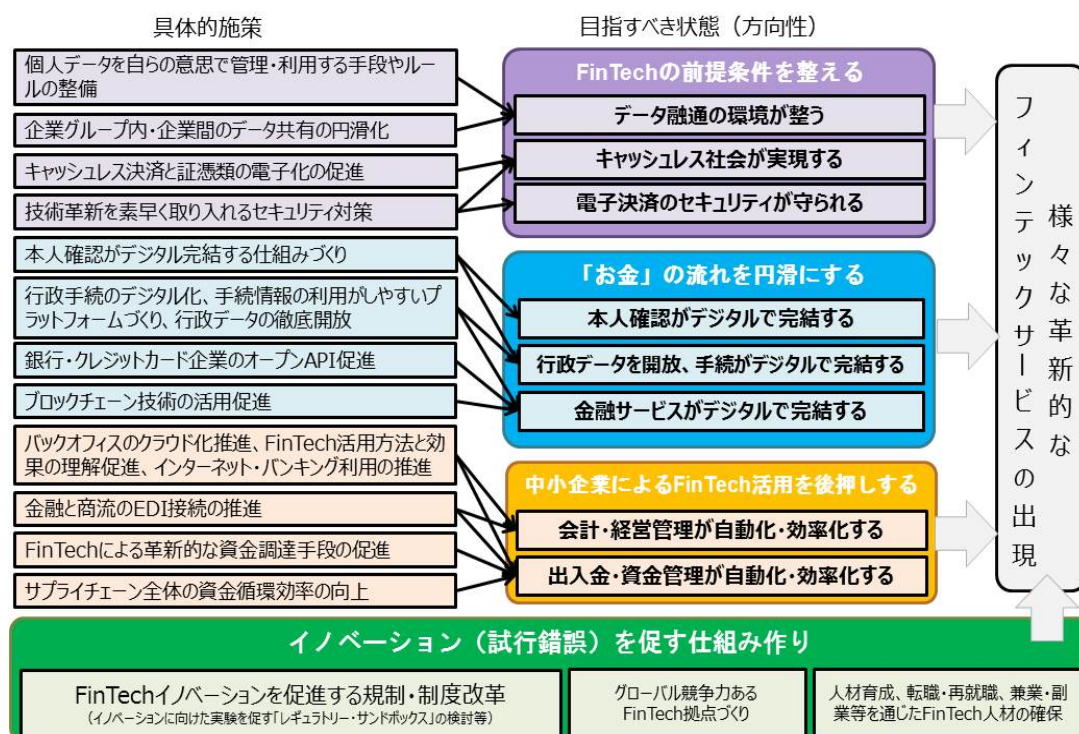 具体的施策
目指すべき状態（方向性）
個人データを自らの意思で管理・利用する手段やルー
ルの整備
企業グループ内・企業間のデータ共有の円滑化
キャッシュレス決済と証憑類の電子化の促進
技術革新を素早く取り入れるセキュリティ対策
本人確認がデジタル完結する仕組みづくり
行政手続のデジタル化、手続情報の利用がしやすいプ
ラットフォームづくり、行政データの徹底開放
銀行・クレジットカード企業のオープンAPI促進
ブロックチェーン技術の活用促進
バックオフィスのクラウド化推進、FinTech活用方法と効
果の理解促進、インターネット・バンキング利用の推進
金融と商流のEDI接続の推進
FinTechによる革新的な資金調達手段の促進
サプライチェーン全体の資金循環効率の向上
FinTechの前提条件を整える
データ融通の環境が整う
キャッシュレス社会が実現する
電子決済のセキュリティが守られる
「お金」の流れを円滑にする
本人確認がデジタルで完結する
行政データを開放、手続がデジタルで完結する
金融サービスがデジタルで完結する
中小企業によるFinTech活用を後押しする
会計・経営管理が自動化・効率化する
出入金・資金管理が自動化・効率化する
様々な革新的な
フィンテックサービスの出現
イノベーション（試行錯誤）を促す仕組み作り
FinTechイノベーションを促進する規制・制度改革
（イノベーションに向けた実験を促す「レギュラトリー・サンドボックス」の検討等）
グローバル競争力ある
FinTech拠点づくり
人材育成、転職・再就職、兼業・副
業等を通じたFinTech人材の確保